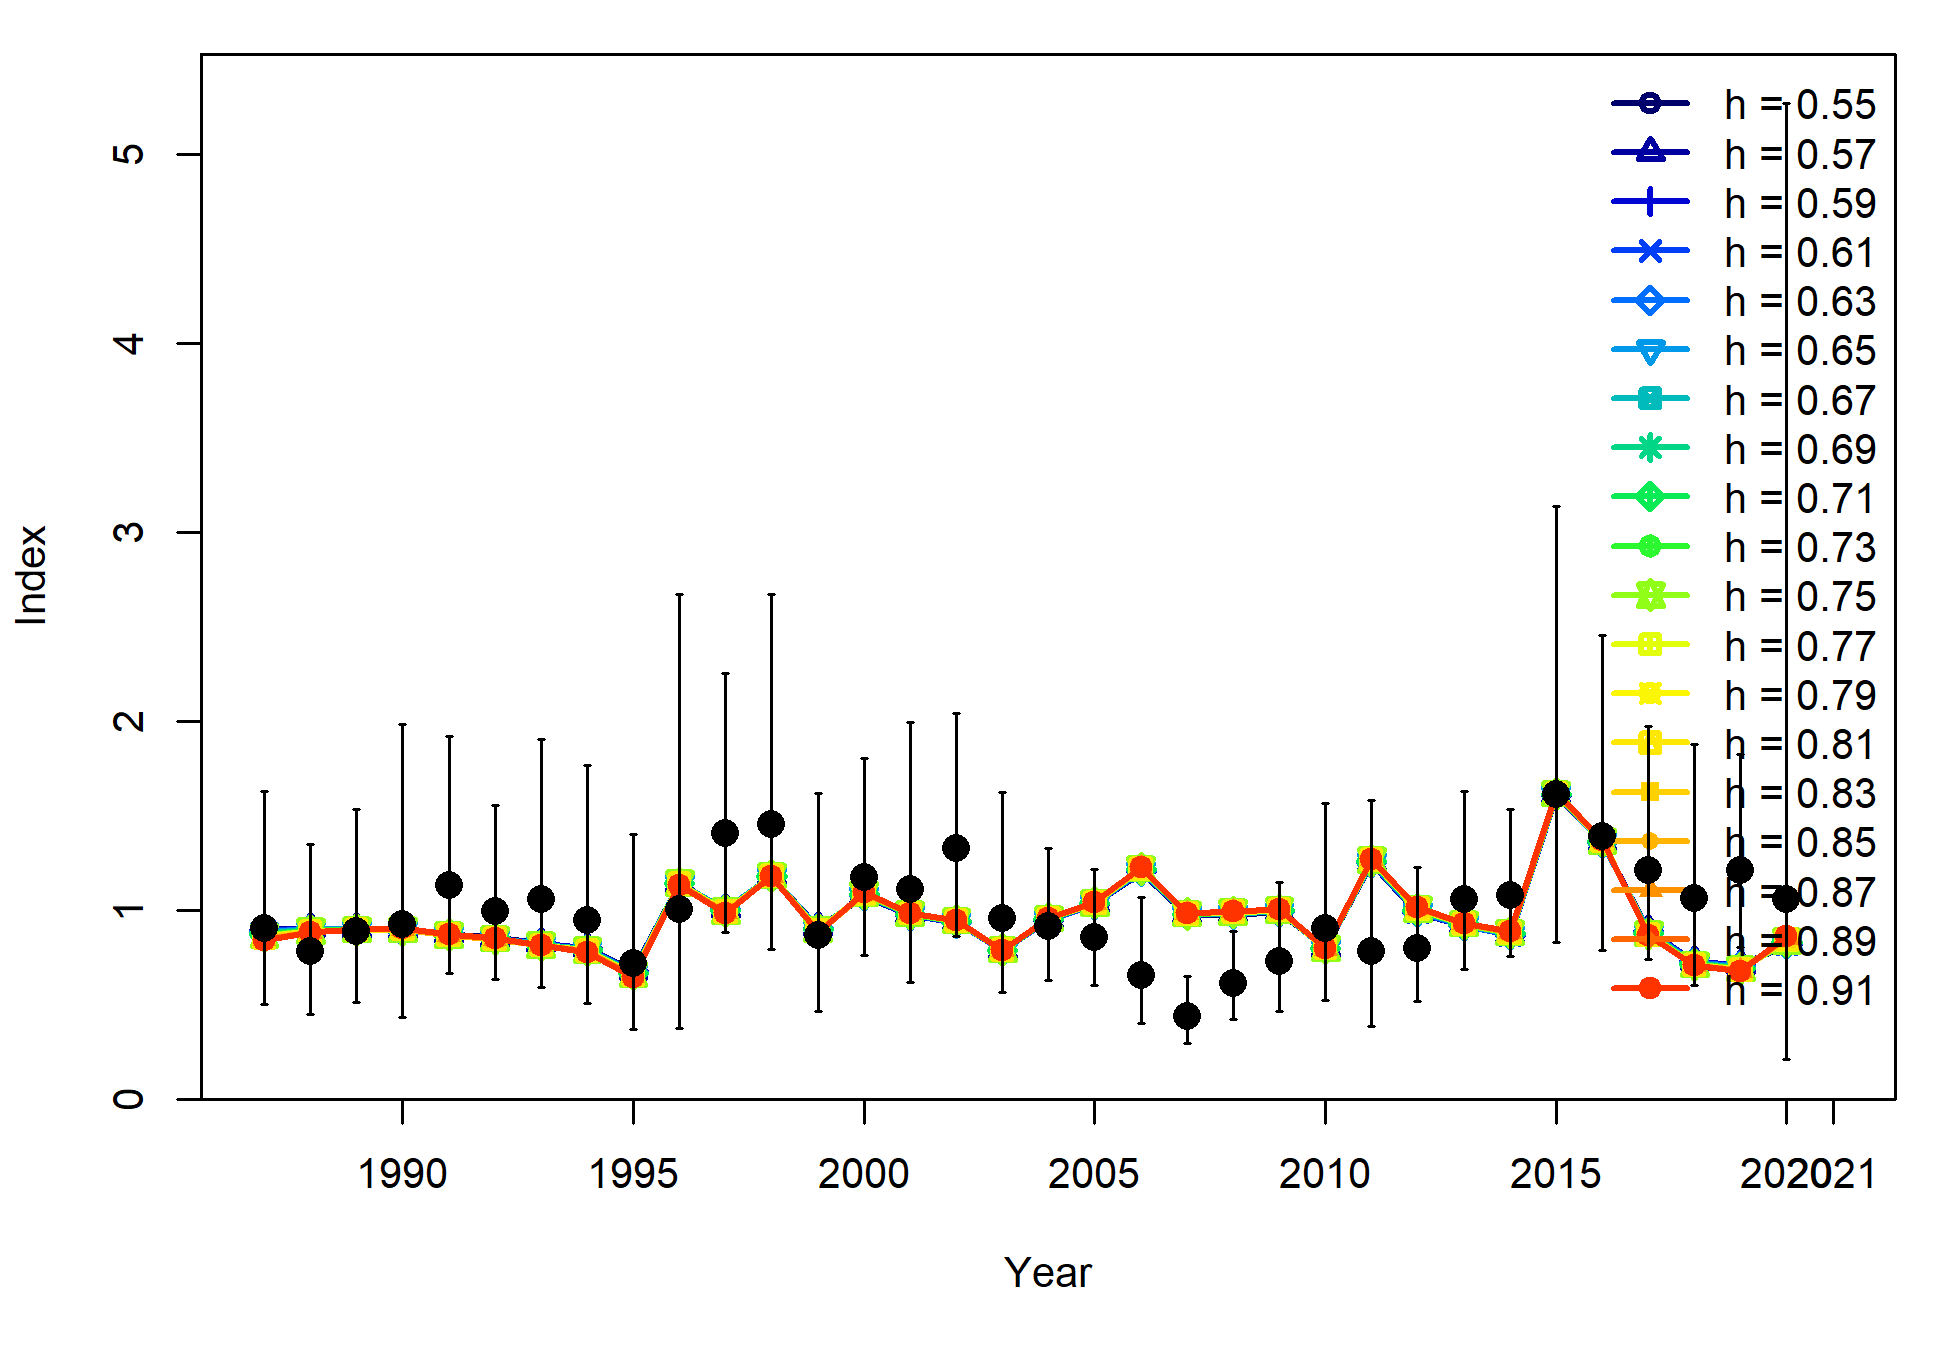 h = 0.55
h = 0.57
h = 0.59
h = 0.61
h = 0.63
h = 0.65
h = 0.67
h = 0.69
h = 0.71
h = 0.73
h = 0.75
h = 0.77
h = 0.79
h = 0.81
h = 0.83
h = 0.85
h = 0.87
h = 0.89
h = 0.91
5
4
3
2
1
0
Index
1990 1995 2000 2005 2010 2015 2020 2021
Year